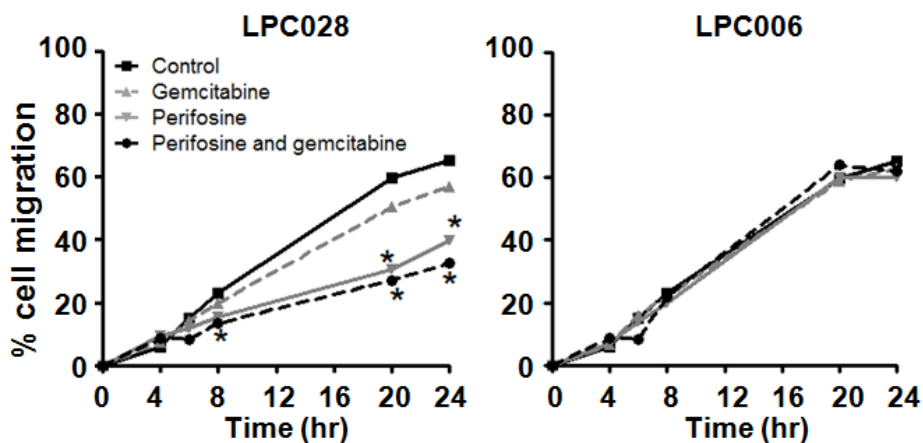 LPC028
% cell migration
100
80
60
40
20
0
Control
Gemcitabine
Perifosine
Perifosine and gemcitabine
*
*
*
*
*
0 4 8 12 16 20 24
Time (hr)
LPC006
100
80
60
40
20
0
0 4 8 12 16 20 24
Time (hr)